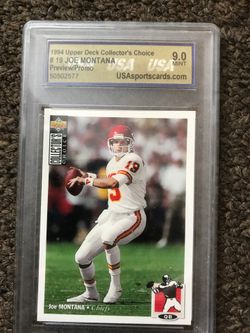 1994 Upper Deck Collector's Choice
# 19 JOE MONTANA
Preview/Promo
50502577
9.0
MINT
USA USA
USAsportscards.com
COLLECTOR'S
CHOICE
19
Joe MONTANA • Chiefs
QB